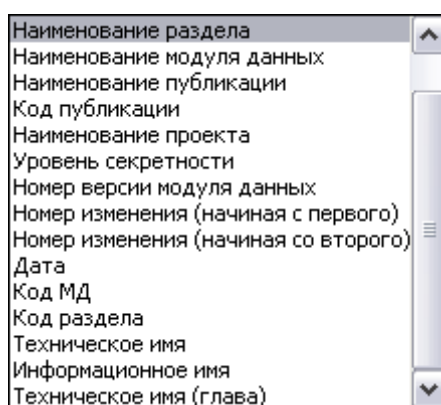 Наименование раздела
Наименование модуля данных
Наименование публикации
Код публикации
Наименование проекта
Уровень секретности
Номер версии модуля данных
Номер изменения (начиная с первого)
Номер изменения (начиная со второго)
Дата
Код МД
Код раздела
Техническое имя
Информационное имя
Техническое имя (глава)